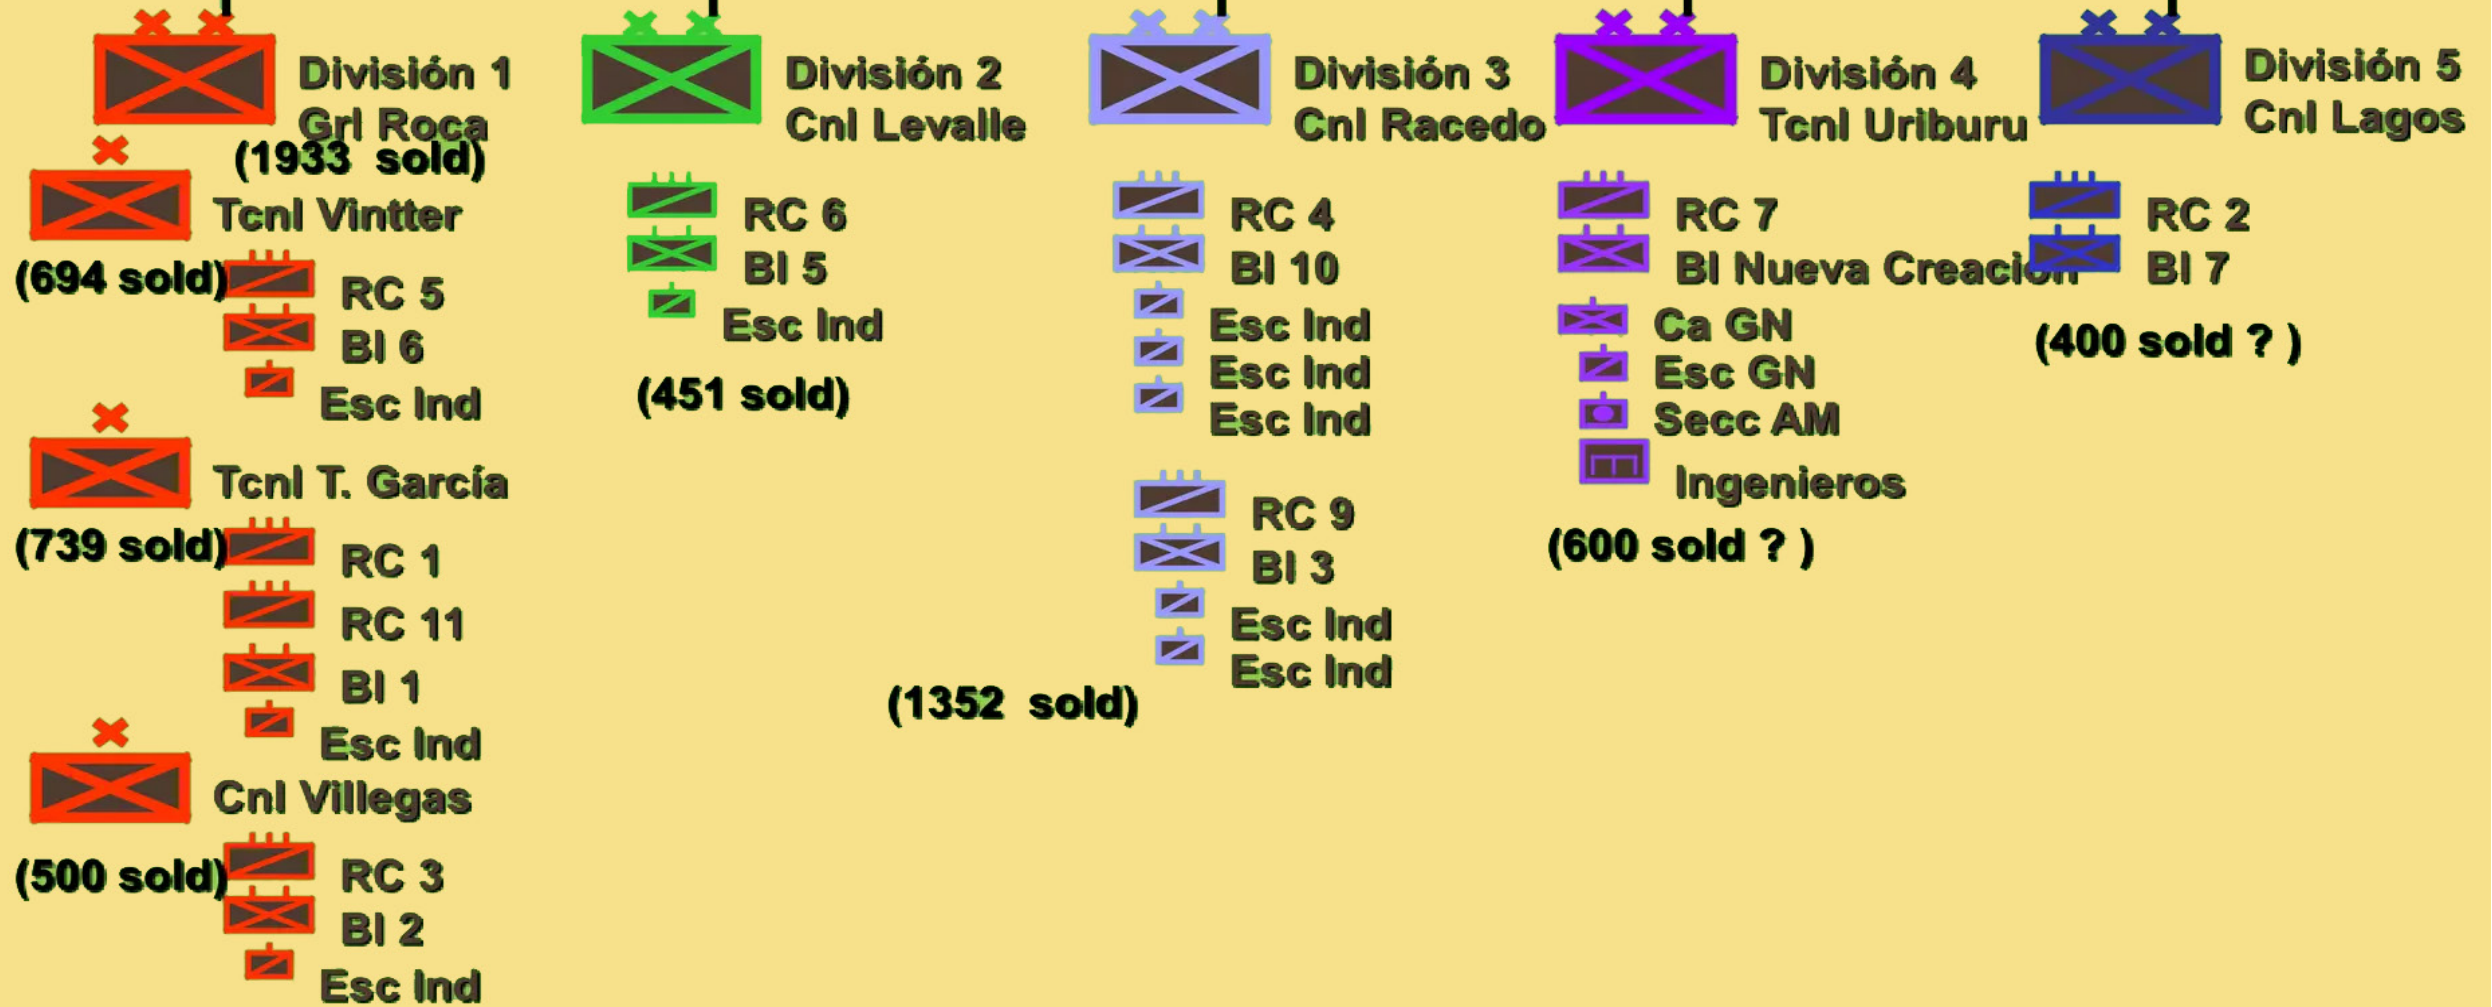 División 1
Grl Roca
(1933 sold)
Tcnl Vintter
(694 sold)
RC 5
BI 6
Esc Ind
Tcnl T. García
(739 sold)
RC 1
RC 11
BI 1
Esc Ind
Cnl Villegas
(500 sold)
RC 3
BI 2
Esc Ind
División 2
Cnl Levalle
RC 6
BI 5
Esc Ind
(451 sold)
División 3
Cnl Racedo
RC 4
BI 10
Esc Ind
Esc Ind
Esc Ind
RC 9
BI 3
Esc Ind
Esc Ind
(1352 sold)
División 4
Tcnl Uriburu
RC 7
BI Nueva Creación
Ca GN
Esc GN
Secc AM
Ingenieros
(600 sold ? )
División 5
Cnl Lagos
RC 2
BI 7
(400 sold ? )